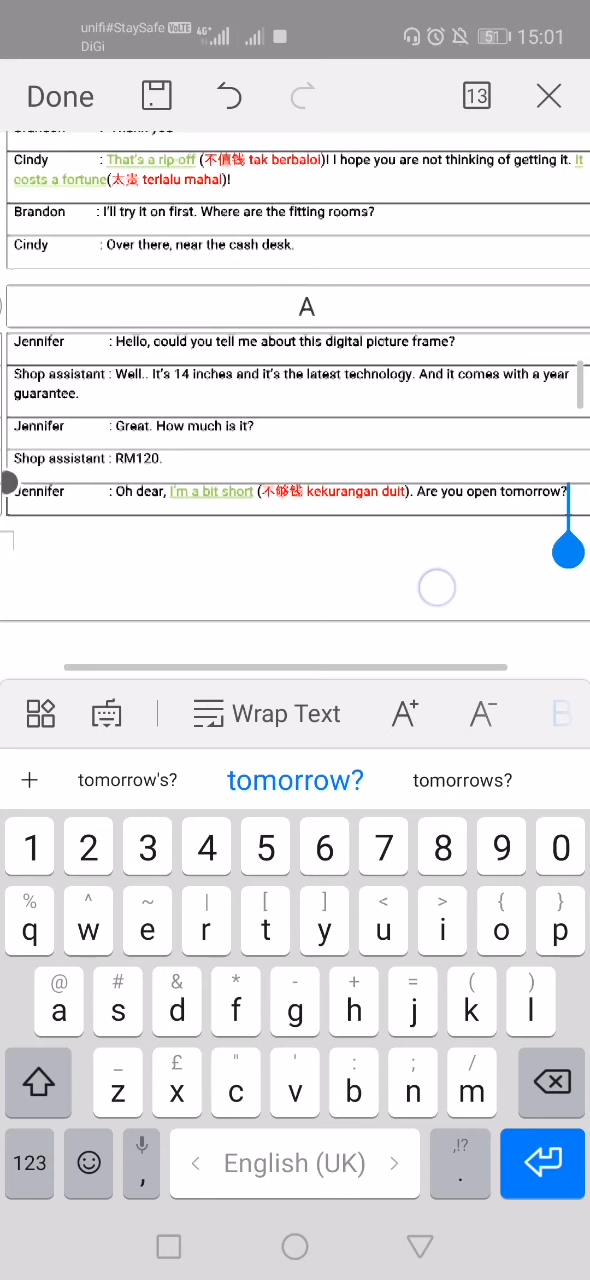 unifi#StaySafe VoLTE 4G+ 51 15:01
DiGi
Done 13
Cindy : That's a rip-off (不值钱 tak berbaloi)! I hope you are not thinking of getting it. It
costs a fortune(太贵 terlalu mahal)!
Brandon : I'll try it on first. Where are the fitting rooms?
Cindy : Over there, near the cash desk.
A
Jennifer : Hello, could you tell me about this digital picture frame?
Shop assistant : Well.. It's 14 inches and it's the latest technology. And it comes with a year
guarantee.
Jennifer : Great. How much is it?
Shop assistant : RM120.
Jennifer : Oh dear, I'm a bit short (不够钱 kekurangan duit). Are you open tomorrow?
Wrap Text A+ A- B
+ tomorrow's? tomorrow? tomorrows?
1 2 3 4 5 6 7 8 9 0
% ^ ~ | [ ] < > { }
q w e r t y u i o p
@ # & * - + = ( )
a s d f g h j k l
_ £ " ' : ; /
z x c v b n m
,!?
123 , < English (UK) > .